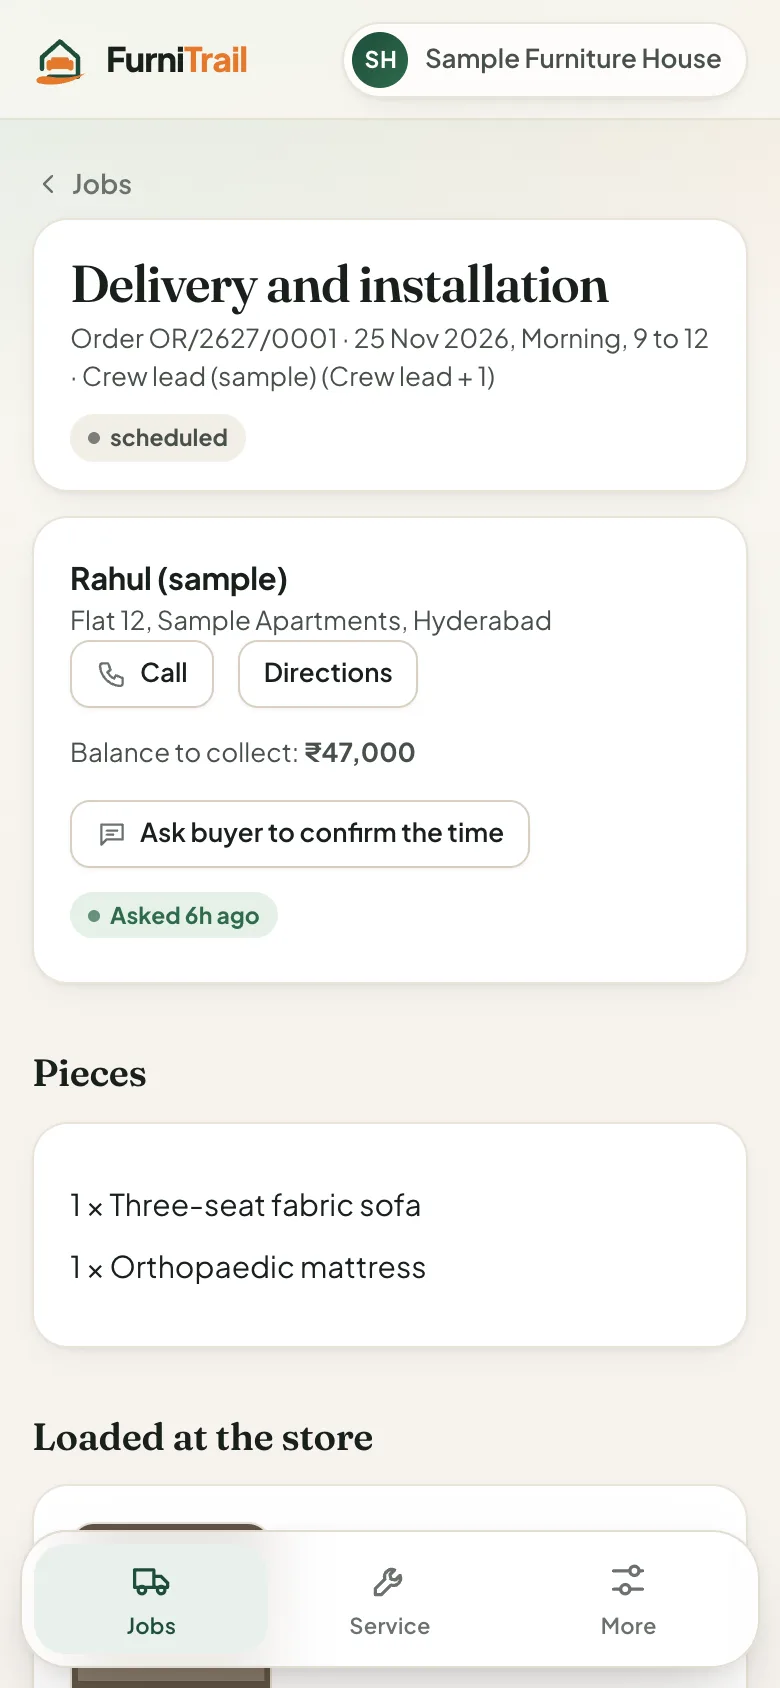 FurniTrail
SH Sample Furniture House
Jobs
Delivery and installation
Order OR/2627/0001 · 25 Nov 2026, Morning, 9 to 12
· Crew lead (sample) (Crew lead + 1)
scheduled
Rahul (sample)
Flat 12, Sample Apartments, Hyderabad
Call Directions
Balance to collect: ₹47,000
Ask buyer to confirm the time
Asked 6h ago
Pieces
1 × Three-seat fabric sofa
1 × Orthopaedic mattress
Loaded at the store
Jobs Service More